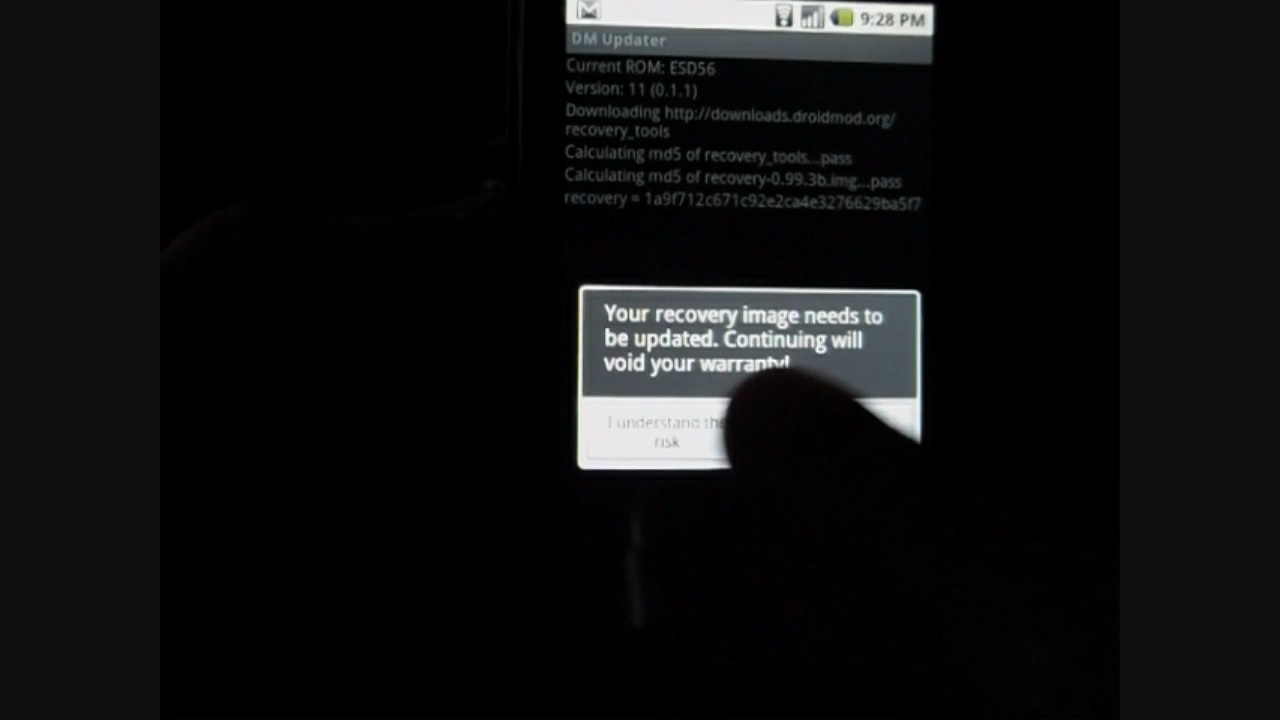 9:28 PM
DM Updater
Current ROM: ESD56
Version: 11 (0.1.1)
Downloading http://downloads.droidmod.org/
recovery_tools
Calculating md5 of recovery_tools...pass
Calculating md5 of recovery-0.99.3b.img...pass
recovery = 1a9f712c671c92e2ca4e3276629ba5f7
Your recovery image needs to
be updated. Continuing will
void your warranty!
I understand the
risk